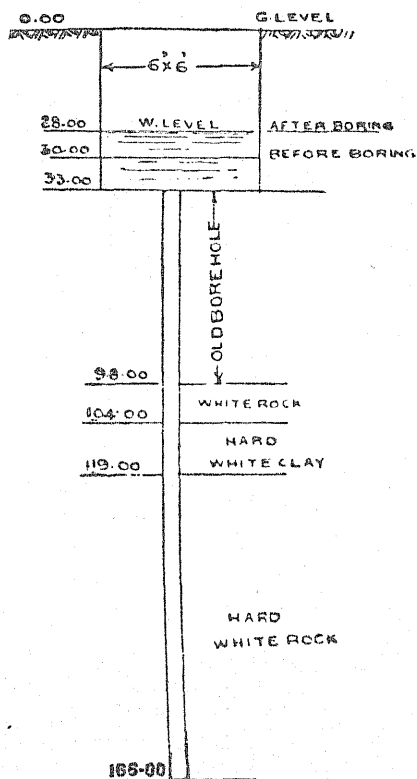 0.00 G. LEVEL
6' x 6'
28.00 W. LEVEL AFTER BORING
30.00 BEFORE BORING
33.00
OLD BORE HOLE
98.00
WHITE ROCK
104.00
HARD
WHITE CLAY
119.00
HARD
WHITE ROCK
166-00